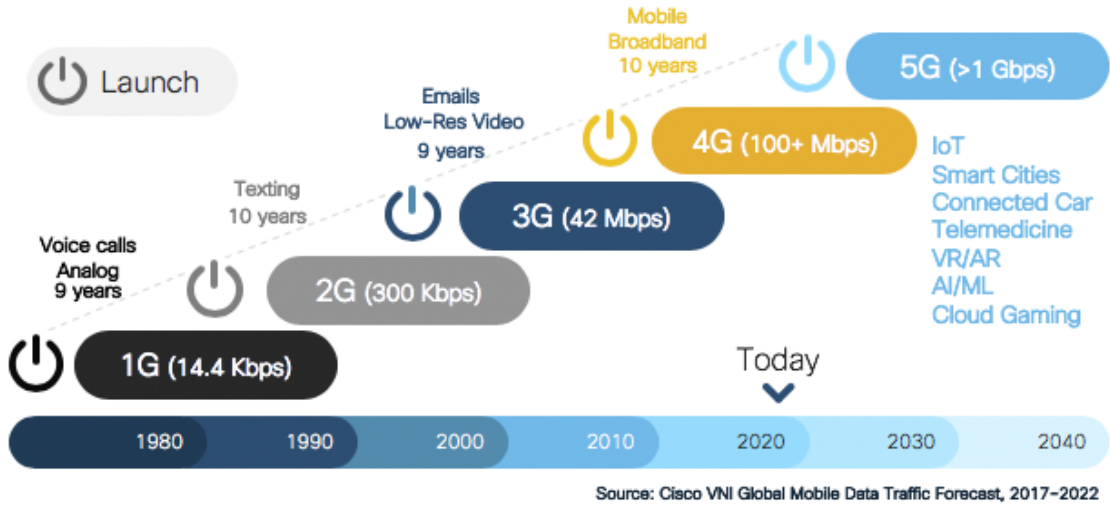 Launch
Mobile
Broadband
10 years
5G (>1 Gbps)
Emails
Low-Res Video
9 years
4G (100+ Mbps)
IoT
Smart Cities
Connected Car
Telemedicine
VR/AR
AI/ML
Cloud Gaming
Texting
10 years
3G (42 Mbps)
Voice calls
Analog
9 years
2G (300 Kbps)
1G (14.4 Kbps)
Today
1980 1990 2000 2010 2020 2030 2040
Source: Cisco VNI Global Mobile Data Traffic Forecast, 2017-2022